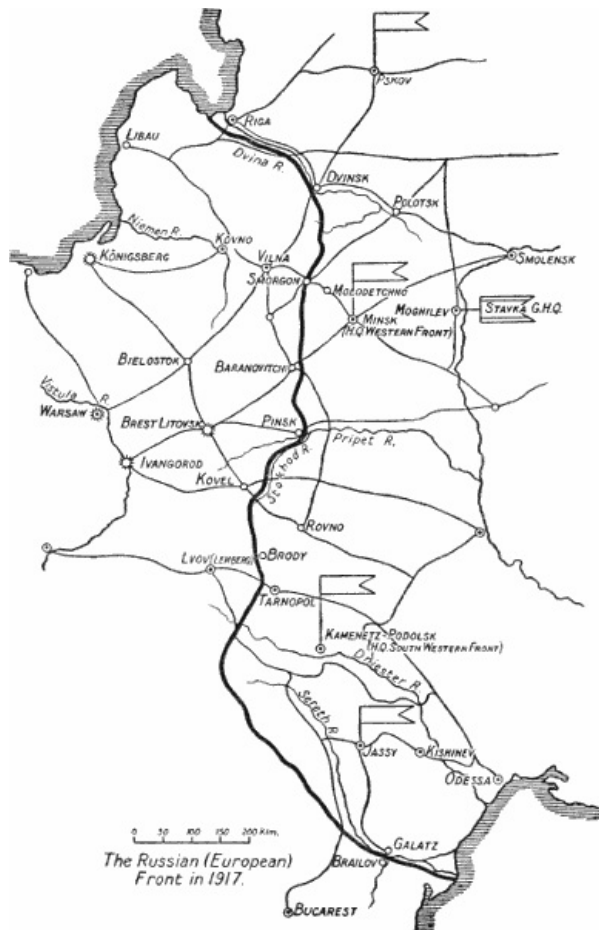 PSKOV
RIGA
LIBAU
Dvina R.
DVINSK
POLOTSK
Niemen R.
KOVNO
KÖNIGSBERG
VILNA
SMORGON
SMOLENSK
MOLODETCHNO
MOGHILEV
STAVKA G.H.Q.
MINSK
(H.Q. WESTERN FRONT)
BIELOSTOK
BARANOVITCHI
Vistula R.
WARSAW
BREST LITOVSK
PINSK
Pripet R.
IVANGOROD
Stokhod R.
KOVEL
ROVNO
BRODY
LVOV (LEMBERG)
TARNOPOL
KAMENETZ-PODOLSK
(H.Q. SOUTH WESTERN FRONT)
Dniester R.
Sereth R.
JASSY
KISHINEV
ODESSA
0 50 100 150 200 km.
GALATZ
The Russian (European)
Front in 1917.
BRAILOV
BUCAREST